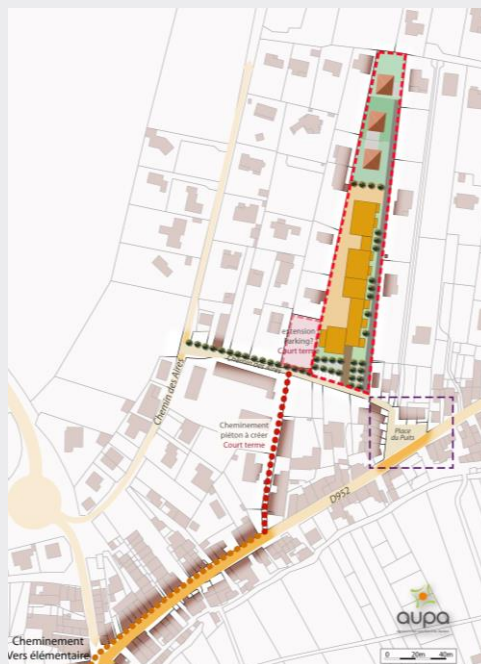 extension
Parking?
Court terme
Chemin des Aires
Cheminement
piéton à créer
Court terme
Place
du Puits
D952
Cheminement
Vers élémentaire
aupa
0 20m 40m